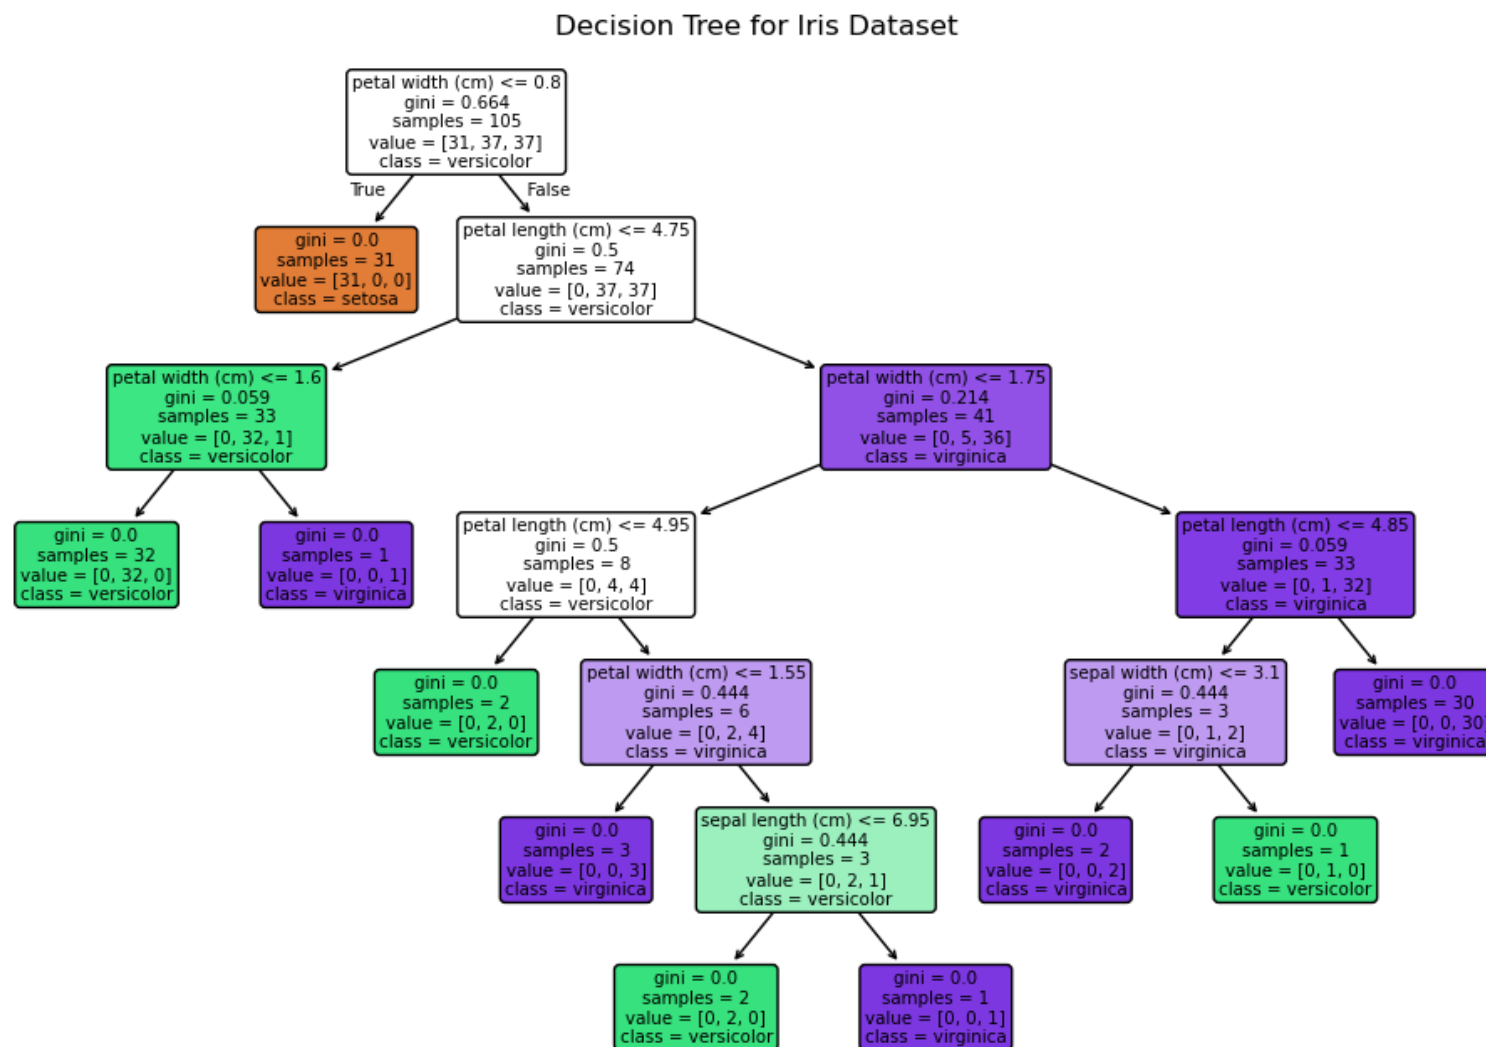 Decision Tree for Iris Dataset
petal width (cm) <= 0.8
gini = 0.664
samples = 105
value = [31, 37, 37]
class = versicolor
True
False
gini = 0.0
samples = 31
value = [31, 0, 0]
class = setosa
petal length (cm) <= 4.75
gini = 0.5
samples = 74
value = [0, 37, 37]
class = versicolor
petal width (cm) <= 1.6
gini = 0.059
samples = 33
value = [0, 32, 1]
class = versicolor
petal width (cm) <= 1.75
gini = 0.214
samples = 41
value = [0, 5, 36]
class = virginica
gini = 0.0
samples = 32
value = [0, 32, 0]
class = versicolor
gini = 0.0
samples = 1
value = [0, 0, 1]
class = virginica
petal length (cm) <= 4.95
gini = 0.5
samples = 8
value = [0, 4, 4]
class = versicolor
petal length (cm) <= 4.85
gini = 0.059
samples = 33
value = [0, 1, 32]
class = virginica
gini = 0.0
samples = 2
value = [0, 2, 0]
class = versicolor
petal width (cm) <= 1.55
gini = 0.444
samples = 6
value = [0, 2, 4]
class = virginica
sepal width (cm) <= 3.1
gini = 0.444
samples = 3
value = [0, 1, 2]
class = virginica
gini = 0.0
samples = 30
value = [0, 0, 30]
class = virginica
gini = 0.0
samples = 3
value = [0, 0, 3]
class = virginica
sepal length (cm) <= 6.95
gini = 0.444
samples = 3
value = [0, 2, 1]
class = versicolor
gini = 0.0
samples = 2
value = [0, 0, 2]
class = virginica
gini = 0.0
samples = 1
value = [0, 1, 0]
class = versicolor
gini = 0.0
samples = 2
value = [0, 2, 0]
class = versicolor
gini = 0.0
samples = 1
value = [0, 0, 1]
class = virginica